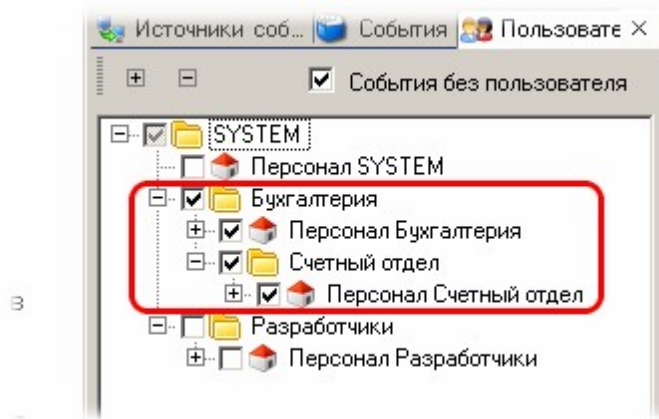 Источники соб... События Пользовате
События без пользователя
SYSTEM
Персонал SYSTEM
Бухгалтерия
Персонал Бухгалтерия
Счетный отдел
Персонал Счетный отдел
в
Разработчики
Персонал Разработчики